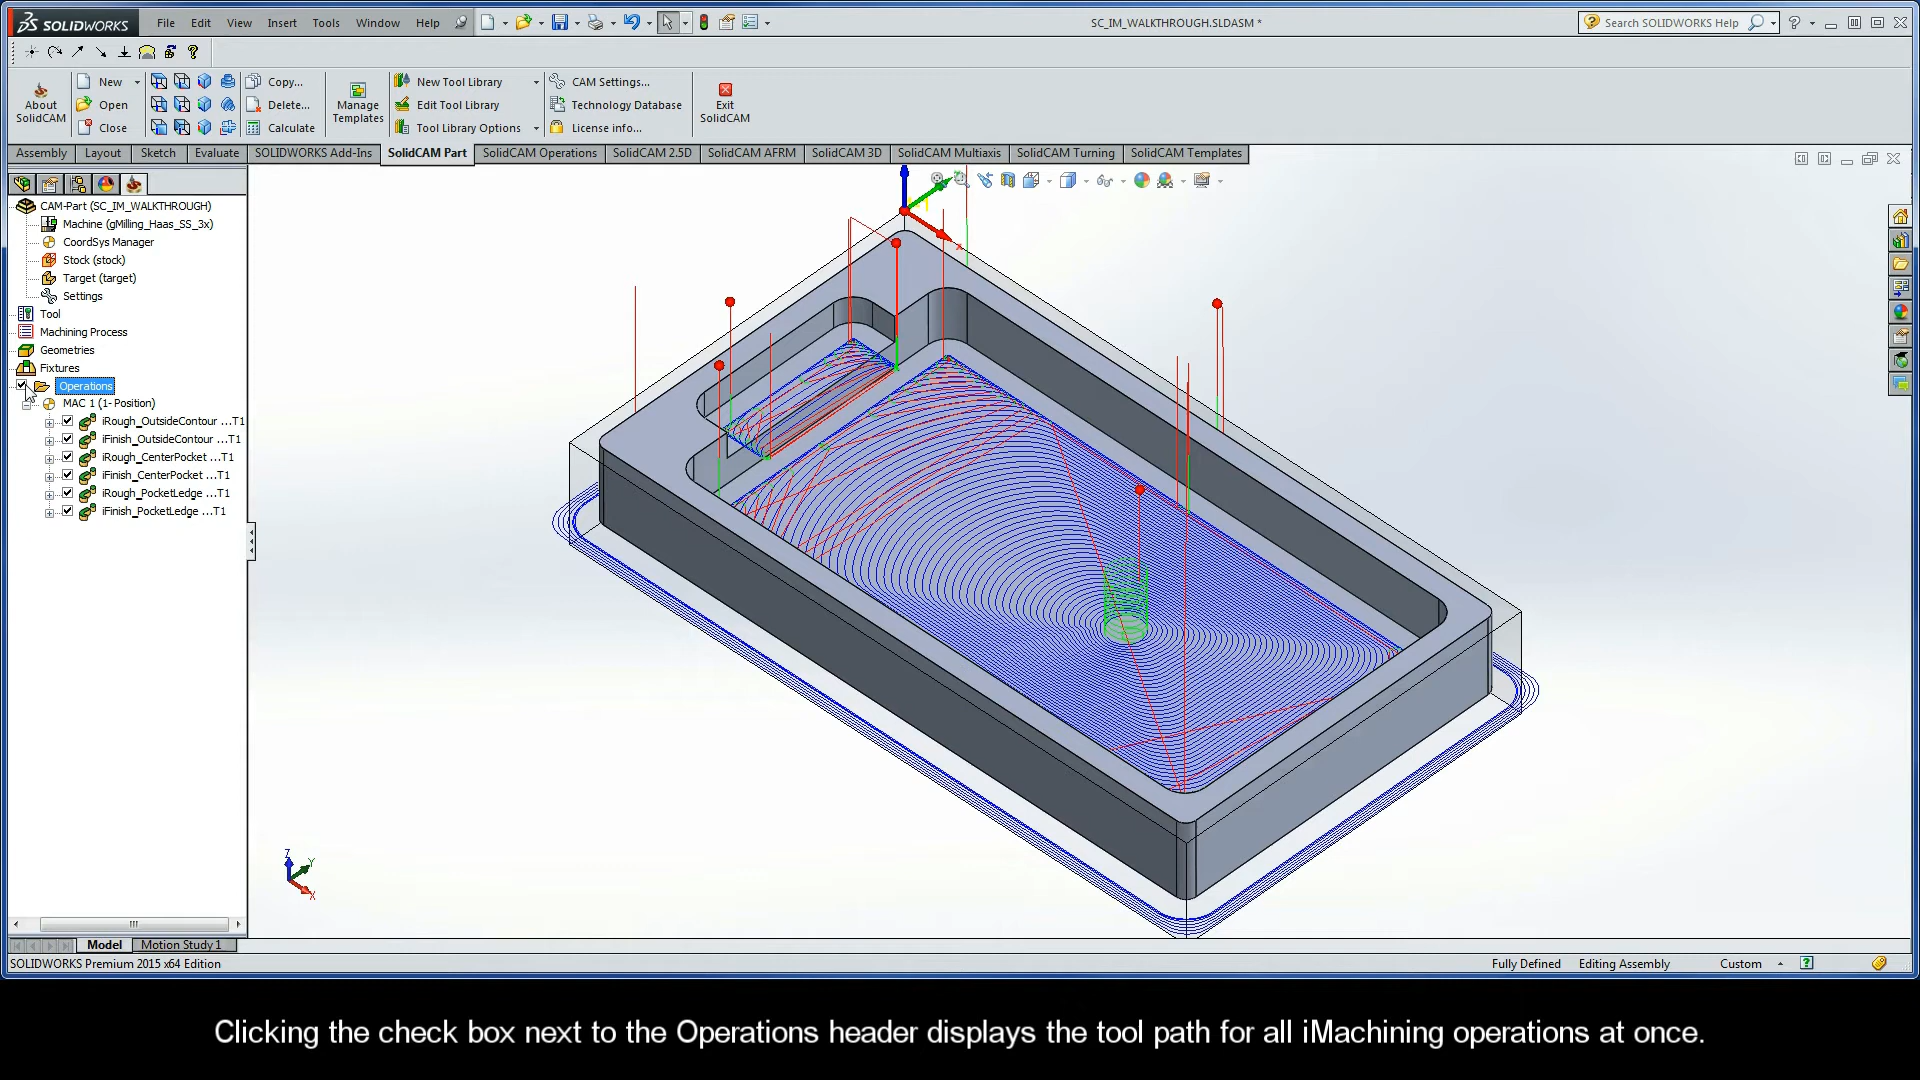 SOLIDWORKS File Edit View Insert Tools Window Help SC_IM_WALKTHROUGH.SLDASM * Search SOLIDWORKS Help
About SolidCAM
New
Open
Close
Copy...
Delete...
Calculate
Manage Templates
New Tool Library
Edit Tool Library
Tool Library Options
CAM Settings...
Technology Database
License info...
Exit SolidCAM
Assembly Layout Sketch Evaluate SOLIDWORKS Add-Ins SolidCAM Part SolidCAM Operations SolidCAM 2.5D SolidCAM AFRM SolidCAM 3D SolidCAM Multiaxis SolidCAM Turning SolidCAM Templates
CAM-Part (SC_IM_WALKTHROUGH)
Machine (gMilling_Haas_SS_3x)
CoordSys Manager
Stock (stock)
Target (target)
Settings
Tool
Machining Process
Geometries
Fixtures
Operations
MAC 1 (1- Position)
iRough_OutsideContour ...T1
iFinish_OutsideContour ...T1
iRough_CenterPocket ...T1
iFinish_CenterPocket ...T1
iRough_PocketLedge ...T1
iFinish_PocketLedge ...T1
Z
Y
X
Model Motion Study 1
SOLIDWORKS Premium 2015 x64 Edition Fully Defined Editing Assembly Custom
Clicking the check box next to the Operations header displays the tool path for all iMachining operations at once.